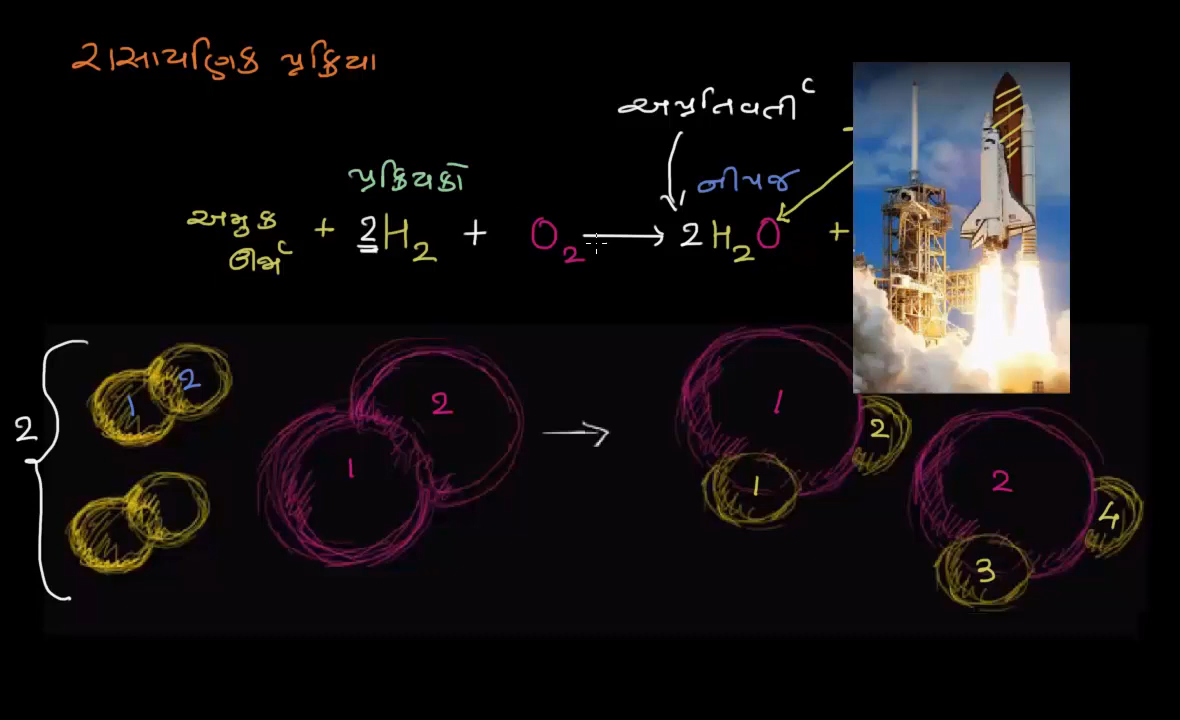 રાસાયણિક પ્રક્રિયા
અપ્રતિવર્તી
પ્રક્રિયકો નીપજ
અમુક ઊર્જા + 2H₂ + O₂ → 2H₂O +
2 1 2 1 2 → 1 1 2 2 3 4